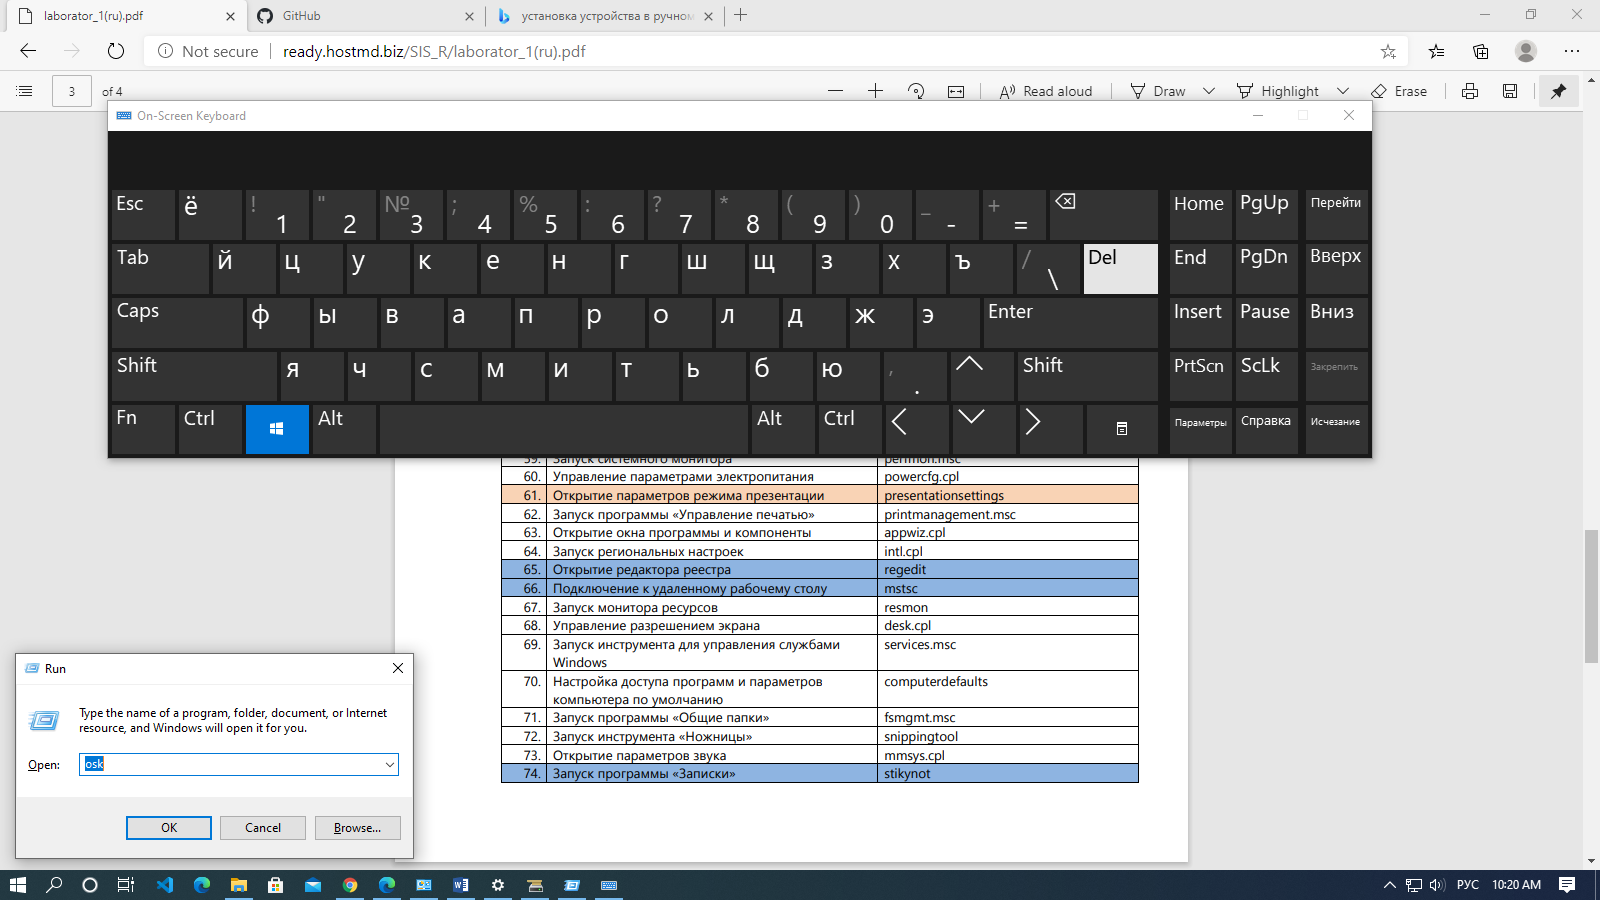 laborator_1(ru).pdf
GitHub
установка устройства в ручном
Not secure
ready.hostmd.biz/SIS_R/laborator_1(ru).pdf
3 of 4
Read aloud
Draw
Highlight
Erase
On-Screen Keyboard
Esc ё ! 1 " 2 № 3 ; 4 % 5 : 6 ? 7 * 8 ( 9 ) 0 _ - + = Home PgUp Перейти
Tab й ц у к е н г ш щ з х ъ / \ Del End PgDn Вверх
Caps ф ы в а п р о л д ж э Enter Insert Pause Вниз
Shift я ч с м и т ь б ю , . Shift PrtScn ScLk Закрепить
Fn Ctrl Alt Alt Ctrl Параметры Справка Исчезание
59. Запуск системного монитора perfmon.msc
60. Управление параметрами электропитания powercfg.cpl
61. Открытие параметров режима презентации presentationsettings
62. Запуск программы «Управление печатью» printmanagement.msc
63. Открытие окна программы и компоненты appwiz.cpl
64. Запуск региональных настроек intl.cpl
65. Открытие редактора реестра regedit
66. Подключение к удаленному рабочему столу mstsc
67. Запуск монитора ресурсов resmon
68. Управление разрешением экрана desk.cpl
69. Запуск инструмента для управления службами services.msc
Windows
70. Настройка доступа программ и параметров computerdefaults
компьютера по умолчанию
71. Запуск программы «Общие папки» fsmgmt.msc
72. Запуск инструмента «Ножницы» snippingtool
73. Открытие параметров звука mmsys.cpl
74. Запуск программы «Записки» stikynot
Run
Type the name of a program, folder, document, or Internet
resource, and Windows will open it for you.
Open: osk
OK Cancel Browse...
РУС 10:20 AM